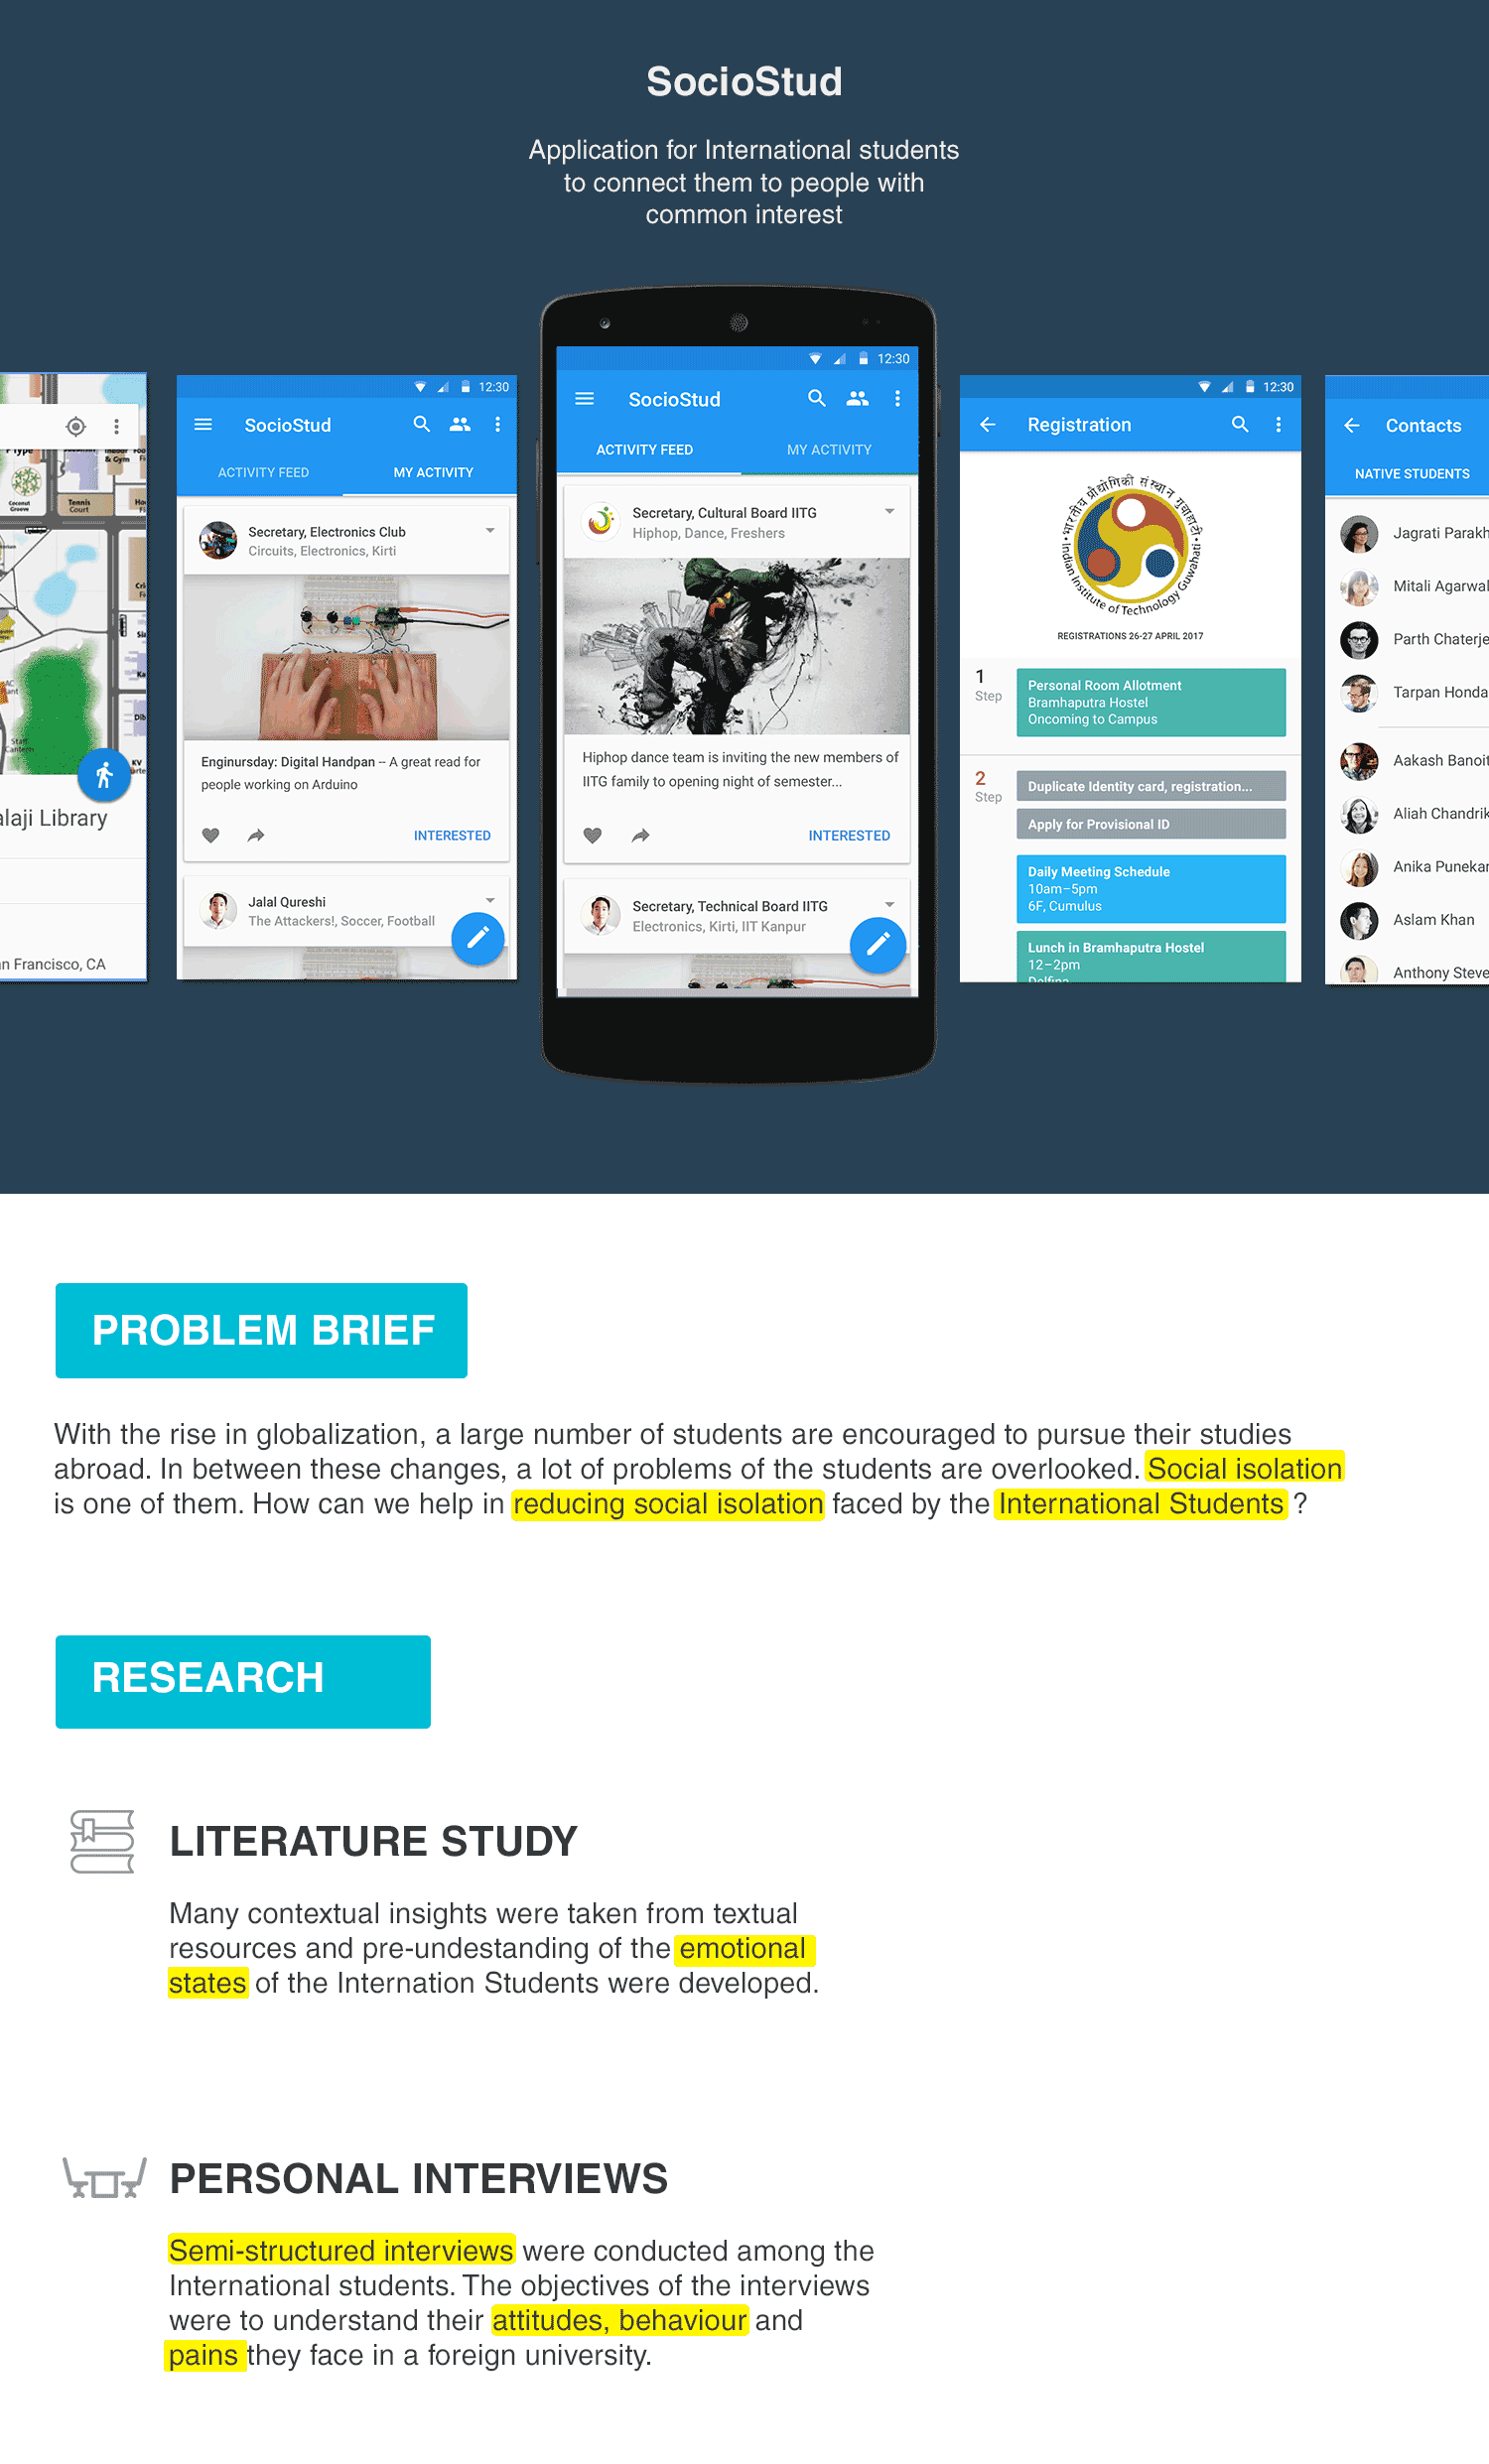 SocioStud
Application for International students
to connect them to people with
common interest
Tennis
Court
Coconut
Groove
& Gym
Staff
Canteen
KV
alaji Library
n Francisco, CA
12:30
SocioStud
ACTIVITY FEED
MY ACTIVITY
Secretary, Electronics Club
Circuits, Electronics, Kirti
Enginursday: Digital Handpan -- A great read for
people working on Arduino
INTERESTED
Jalal Qureshi
The Attackers!, Soccer, Football
12:30
SocioStud
ACTIVITY FEED
MY ACTIVITY
Secretary, Cultural Board IITG
Hiphop, Dance, Freshers
Hiphop dance team is inviting the new members of
IITG family to opening night of semester...
INTERESTED
Secretary, Technical Board IITG
Electronics, Kirti, IIT Kanpur
12:30
Registration
भारतीय प्रौद्योगिकी संस्थान गुवाहाटी
Indian Institute of Technology Guwahati
REGISTRATIONS 26-27 APRIL 2017
1
Step
Personal Room Allotment
Bramhaputra Hostel
Oncoming to Campus
2
Step
Duplicate Identity card, registration...
Apply for Provisional ID
Daily Meeting Schedule
10am–5pm
6F, Cumulus
Lunch in Bramhaputra Hostel
12–2pm
Contacts
NATIVE STUDENTS
Jagrati Parakh
Mitali Agarwal
Parth Chaterje
Tarpan Honda
Aakash Banoit
Aliah Chandrik
Anika Punekar
Aslam Khan
Anthony Steve
PROBLEM BRIEF
With the rise in globalization, a large number of students are encouraged to pursue their studies
abroad. In between these changes, a lot of problems of the students are overlooked. Social isolation
is one of them. How can we help in reducing social isolation faced by the International Students ?
RESEARCH
LITERATURE STUDY
Many contextual insights were taken from textual
resources and pre-undestanding of the emotional
states of the Internation Students were developed.
PERSONAL INTERVIEWS
Semi-structured interviews were conducted among the
International students. The objectives of the interviews
were to understand their attitudes, behaviour and
pains they face in a foreign university.